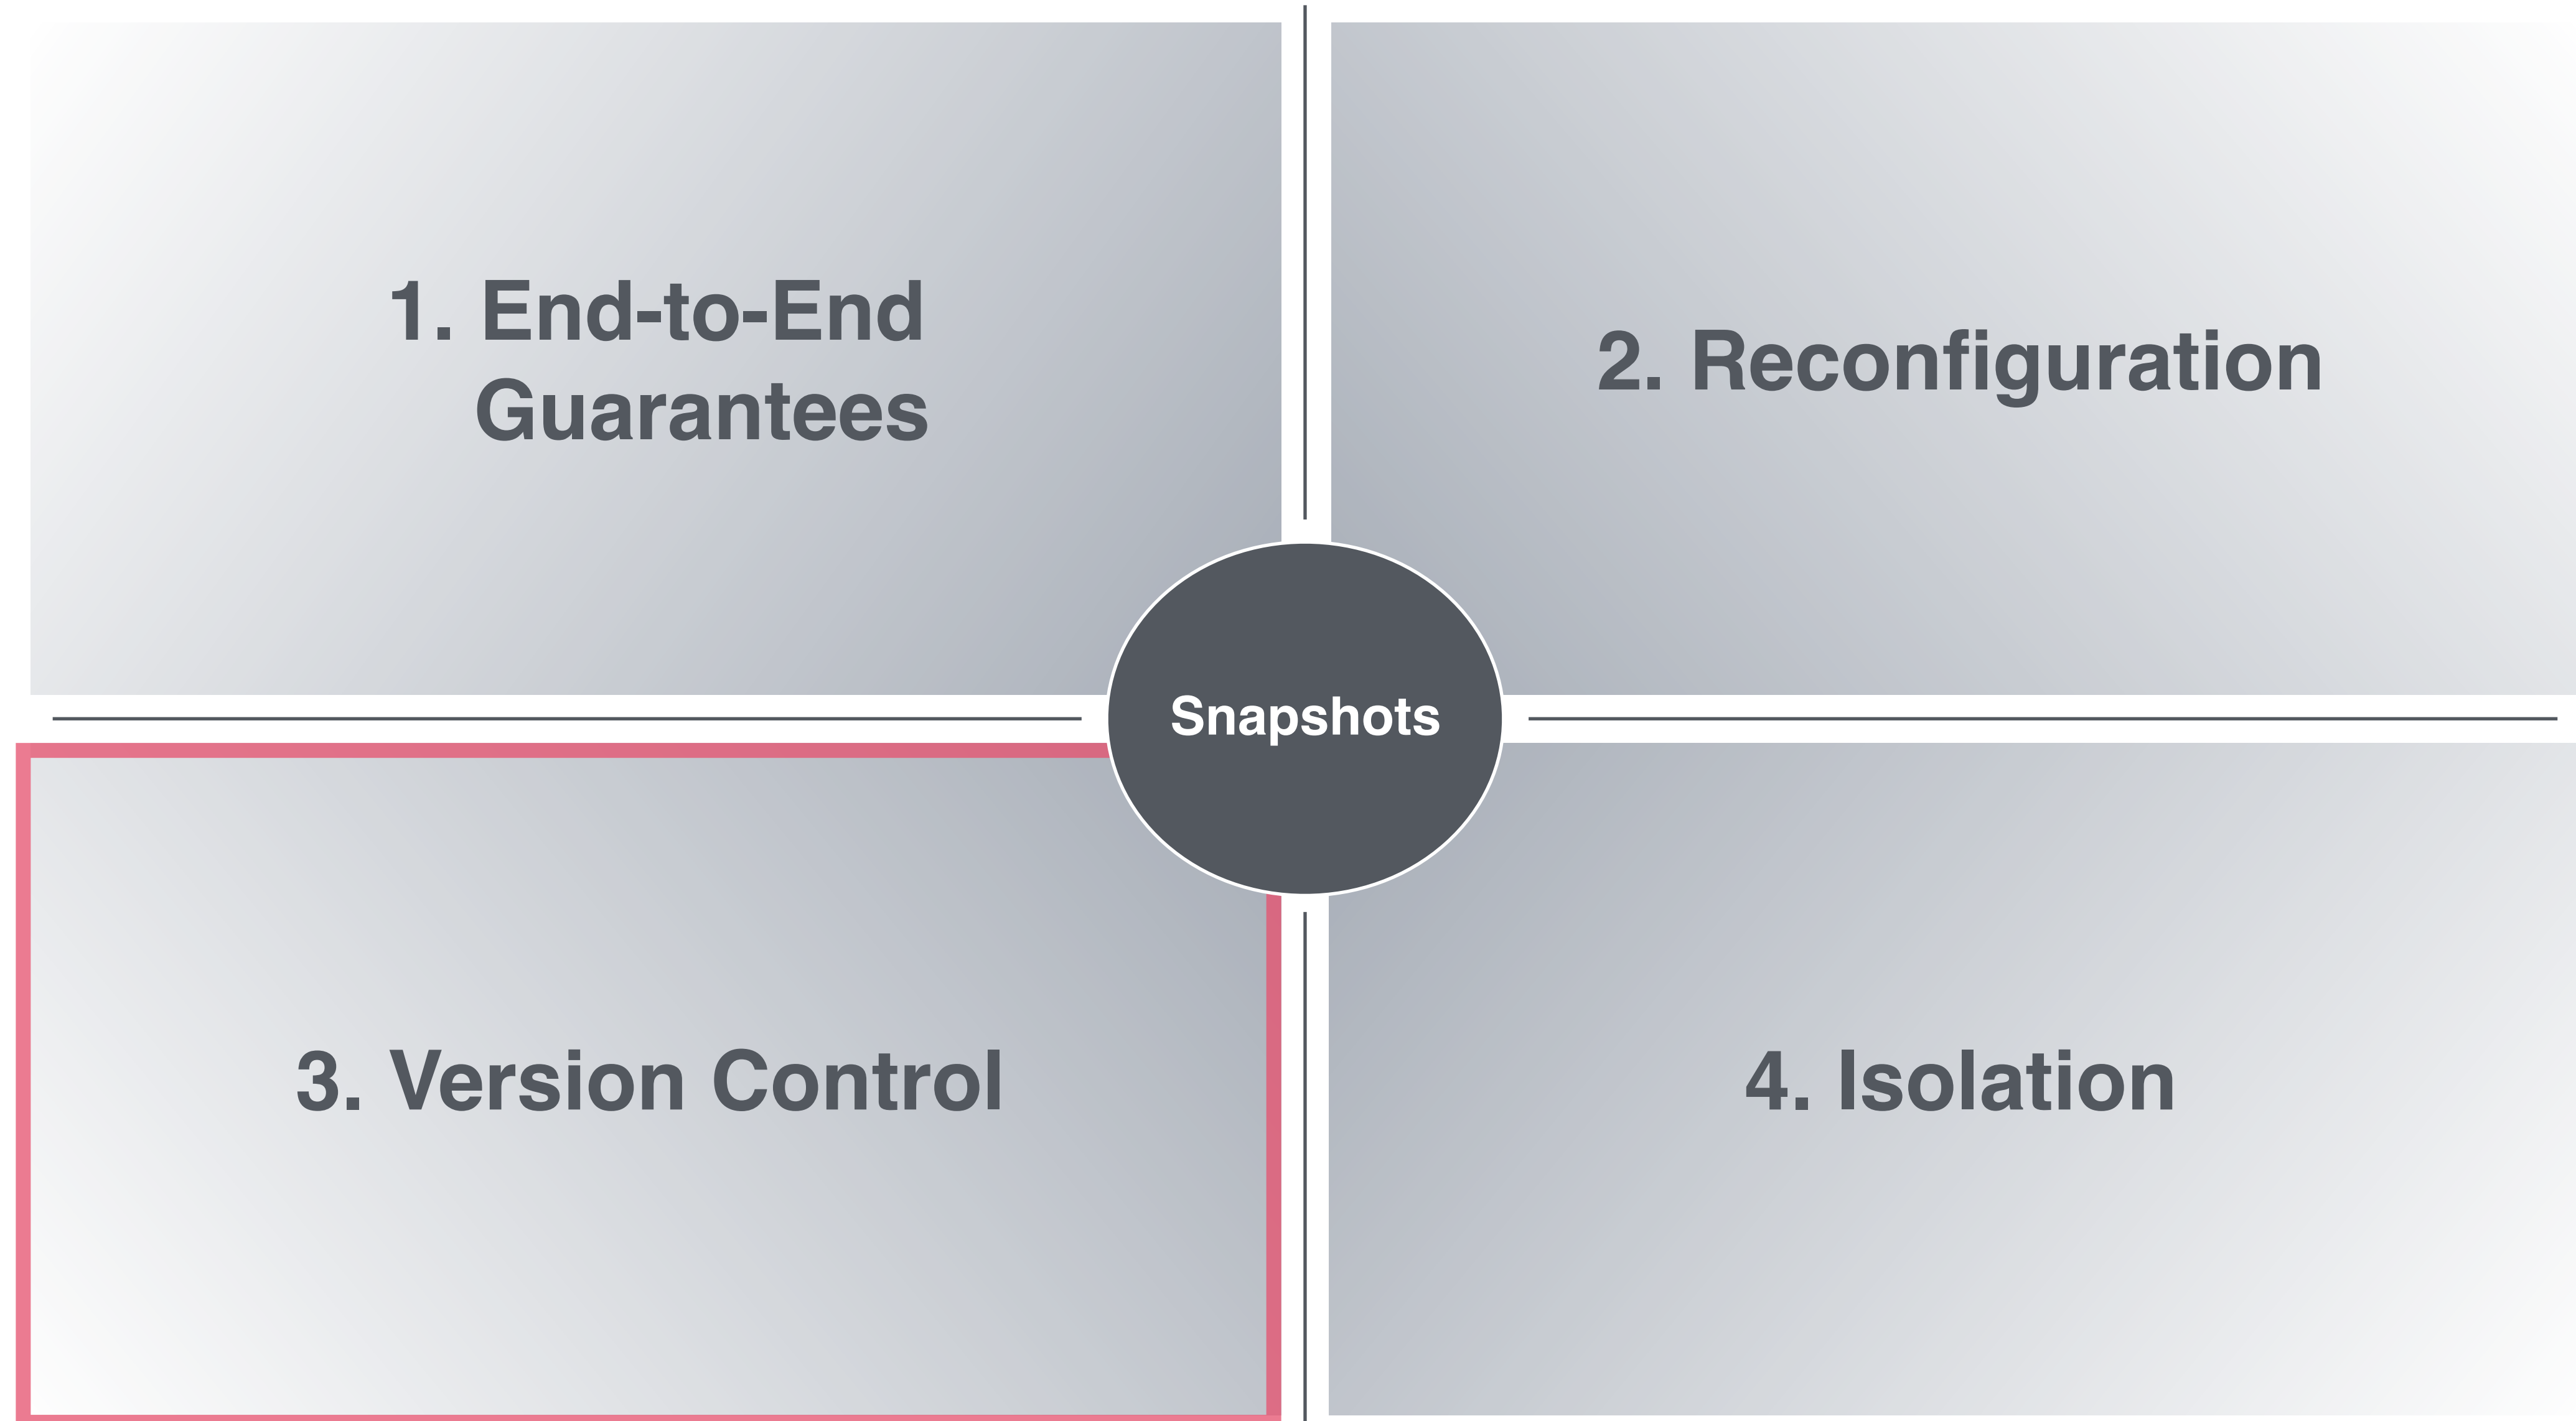 1. End-to-End
Guarantees
2. Reconfiguration
Snapshots
3. Version Control
4. Isolation